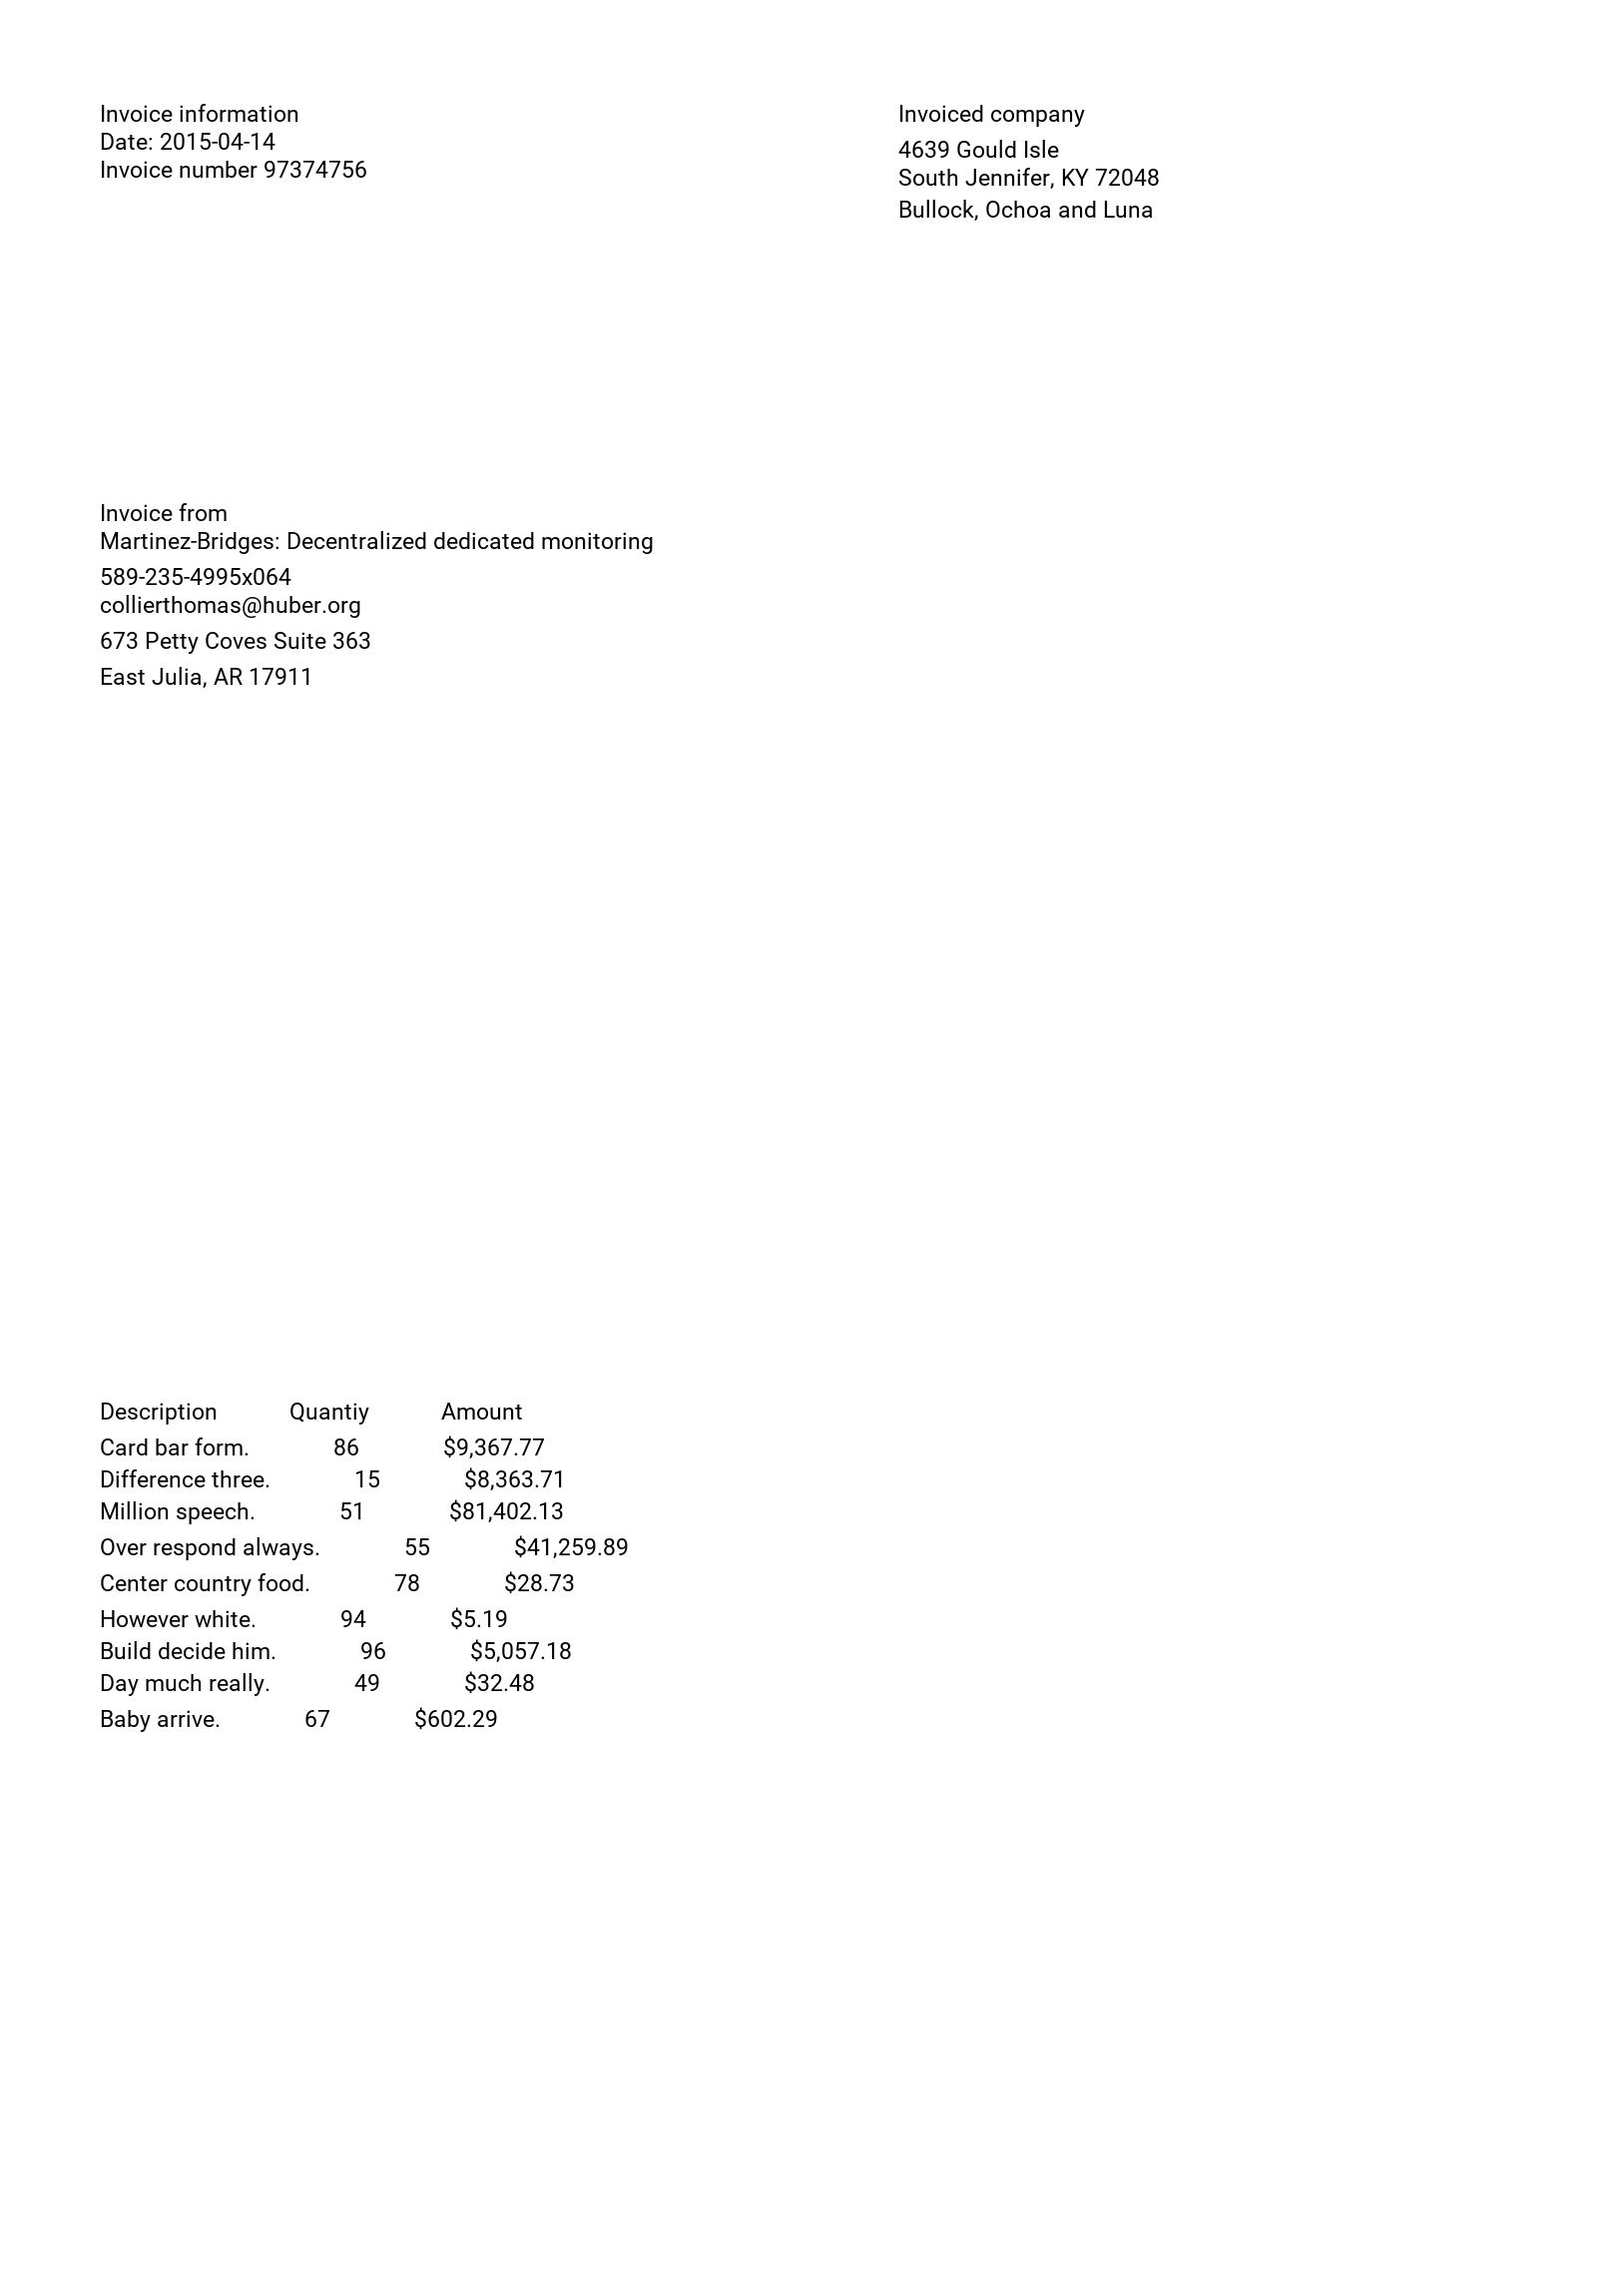 Invoice information
Date: 2015-04-14
Invoice number 97374756
Invoiced company
4639 Gould Isle
South Jennifer, KY 72048
Bullock, Ochoa and Luna
Invoice from
Martinez-Bridges: Decentralized dedicated monitoring
589-235-4995x064
collierthomas@huber.org
673 Petty Coves Suite 363
East Julia, AR 17911
Description Quantiy Amount
Card bar form. 86 $9,367.77
Difference three. 15 $8,363.71
Million speech. 51 $81,402.13
Over respond always. 55 $41,259.89
Center country food. 78 $28.73
However white. 94 $5.19
Build decide him. 96 $5,057.18
Day much really. 49 $32.48
Baby arrive. 67 $602.29